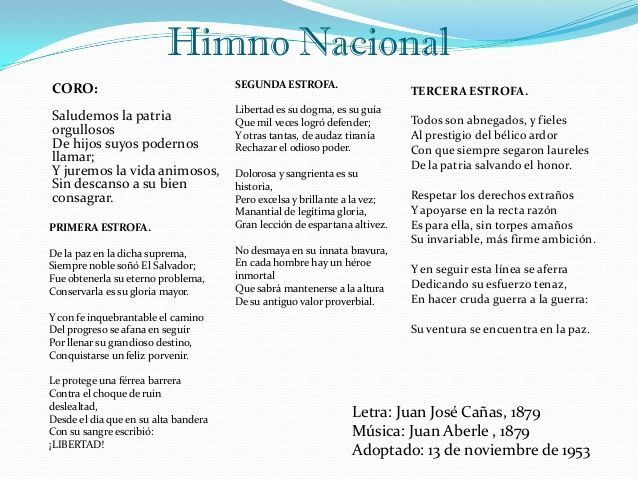 Himno Nacional
CORO:
Saludemos la patria
orgullosos
De hijos suyos podernos
llamar;
Y juremos la vida animosos,
Sin descanso a su bien
consagrar.
PRIMERA ESTROFA.
De la paz en la dicha suprema,
Siempre noble soñó El Salvador;
Fue obtenerla su eterno problema,
Conservarla es su gloria mayor.
Y con fe inquebrantable el camino
Del progreso se afana en seguir
Por llenar su grandioso destino,
Conquistarse un feliz porvenir.
Le protege una férrea barrera
Contra el choque de ruin
deslealtad,
Desde el día que en su alta bandera
Con su sangre escribió:
¡LIBERTAD!
SEGUNDA ESTROFA.
Libertad es su dogma, es su guía
Que mil veces logró defender;
Y otras tantas, de audaz tiranía
Rechazar el odioso poder.
Dolorosa y sangrienta es su
historia,
Pero excelsa y brillante a la vez;
Manantial de legítima gloria,
Gran lección de espartana altivez.
No desmaya en su innata bravura,
En cada hombre hay un héroe
inmortal
Que sabrá mantenerse a la altura
De su antiguo valor proverbial.
TERCERA ESTROFA.
Todos son abnegados, y fieles
Al prestigio del bélico ardor
Con que siempre segaron laureles
De la patria salvando el honor.
Respetar los derechos extraños
Y apoyarse en la recta razón
Es para ella, sin torpes amaños
Su invariable, más firme ambición.
Y en seguir esta línea se aferra
Dedicando su esfuerzo tenaz,
En hacer cruda guerra a la guerra:
Su ventura se encuentra en la paz.
Letra: Juan José Cañas, 1879
Música: Juan Aberle , 1879
Adoptado: 13 de noviembre de 1953